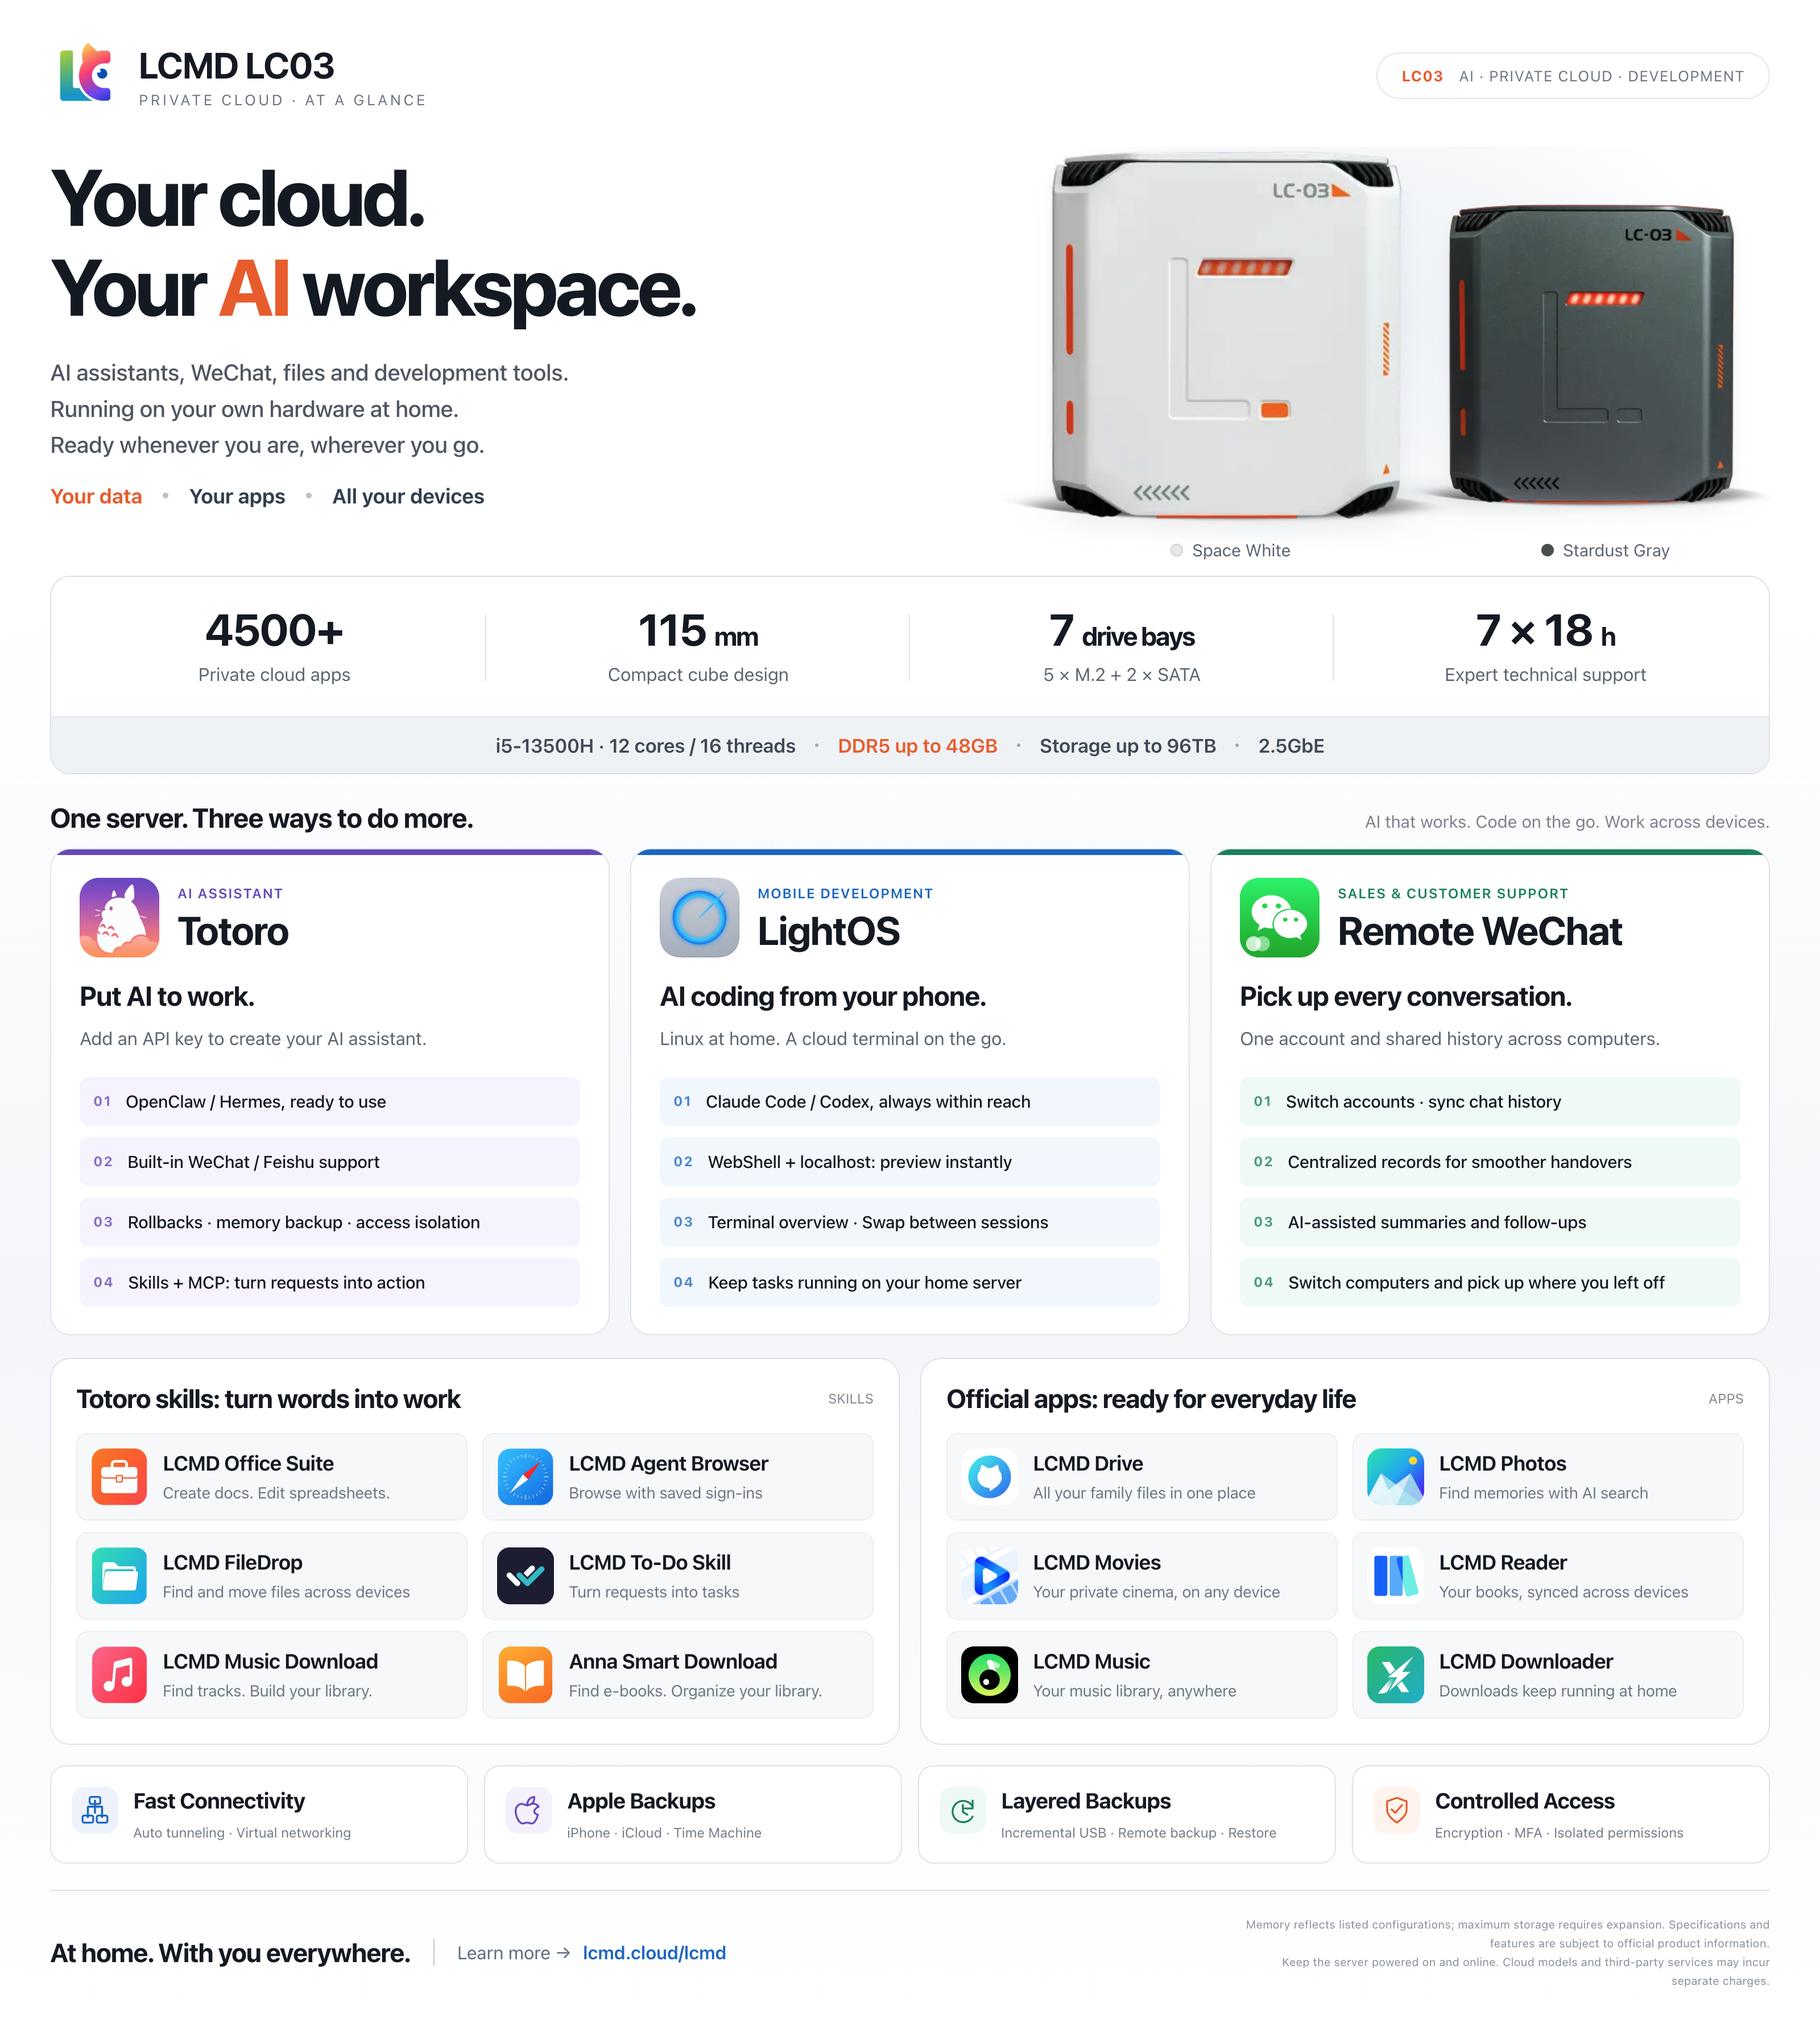 LCMD LC03
PRIVATE CLOUD · AT A GLANCE
LC03 AI · PRIVATE CLOUD · DEVELOPMENT
Your cloud.
Your AI workspace.
AI assistants, WeChat, files and development tools.
Running on your own hardware at home.
Ready whenever you are, wherever you go.
Your data • Your apps • All your devices
LC-03
LC-03
Space White
Stardust Gray
4500+
Private cloud apps
115 mm
Compact cube design
7 drive bays
5 × M.2 + 2 × SATA
7 × 18 h
Expert technical support
i5-13500H · 12 cores / 16 threads · DDR5 up to 48GB · Storage up to 96TB · 2.5GbE
One server. Three ways to do more.
AI that works. Code on the go. Work across devices.
AI ASSISTANT
Totoro
Put AI to work.
Add an API key to create your AI assistant.
01 OpenClaw / Hermes, ready to use
02 Built-in WeChat / Feishu support
03 Rollbacks · memory backup · access isolation
04 Skills + MCP: turn requests into action
MOBILE DEVELOPMENT
LightOS
AI coding from your phone.
Linux at home. A cloud terminal on the go.
01 Claude Code / Codex, always within reach
02 WebShell + localhost: preview instantly
03 Terminal overview · Swap between sessions
04 Keep tasks running on your home server
SALES & CUSTOMER SUPPORT
Remote WeChat
Pick up every conversation.
One account and shared history across computers.
01 Switch accounts · sync chat history
02 Centralized records for smoother handovers
03 AI-assisted summaries and follow-ups
04 Switch computers and pick up where you left off
Totoro skills: turn words into work
SKILLS
LCMD Office Suite
Create docs. Edit spreadsheets.
LCMD Agent Browser
Browse with saved sign-ins
LCMD FileDrop
Find and move files across devices
LCMD To-Do Skill
Turn requests into tasks
LCMD Music Download
Find tracks. Build your library.
Anna Smart Download
Find e-books. Organize your library.
Official apps: ready for everyday life
APPS
LCMD Drive
All your family files in one place
LCMD Photos
Find memories with AI search
LCMD Movies
Your private cinema, on any device
LCMD Reader
Your books, synced across devices
LCMD Music
Your music library, anywhere
LCMD Downloader
Downloads keep running at home
Fast Connectivity
Auto tunneling · Virtual networking
Apple Backups
iPhone · iCloud · Time Machine
Layered Backups
Incremental USB · Remote backup · Restore
Controlled Access
Encryption · MFA · Isolated permissions
At home. With you everywhere.
Learn more → lcmd.cloud/lcmd
Memory reflects listed configurations; maximum storage requires expansion. Specifications and
features are subject to official product information.
Keep the server powered on and online. Cloud models and third-party services may incur
separate charges.